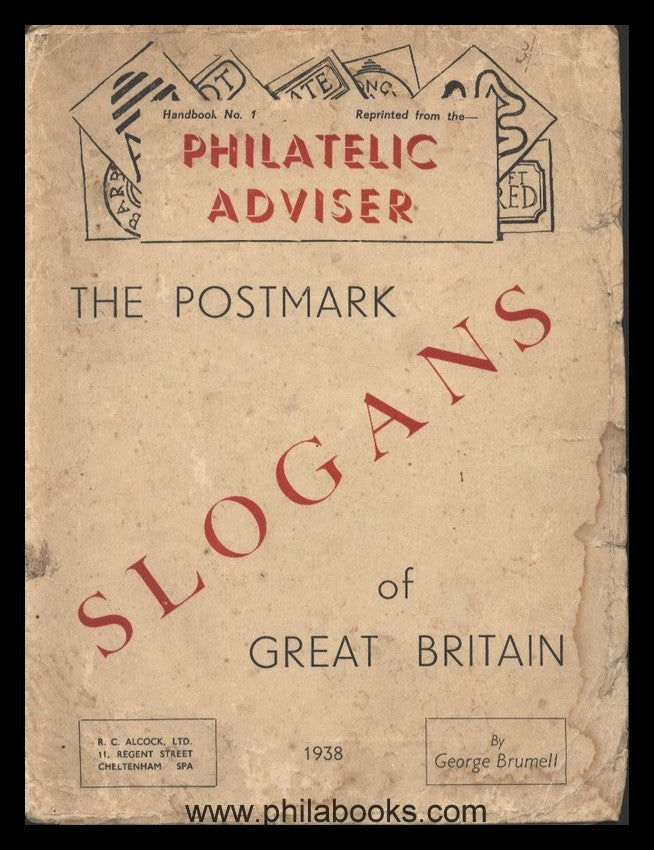 Handbook No. 1 Reprinted from the—
PHILATELIC
ADVISER
THE POSTMARK
SLOGANS
of
GREAT BRITAIN
R. C. ALCOCK, LTD.
11, REGENT STREET
CHELTENHAM SPA
1938
By
George Brumell
www.philabooks.com